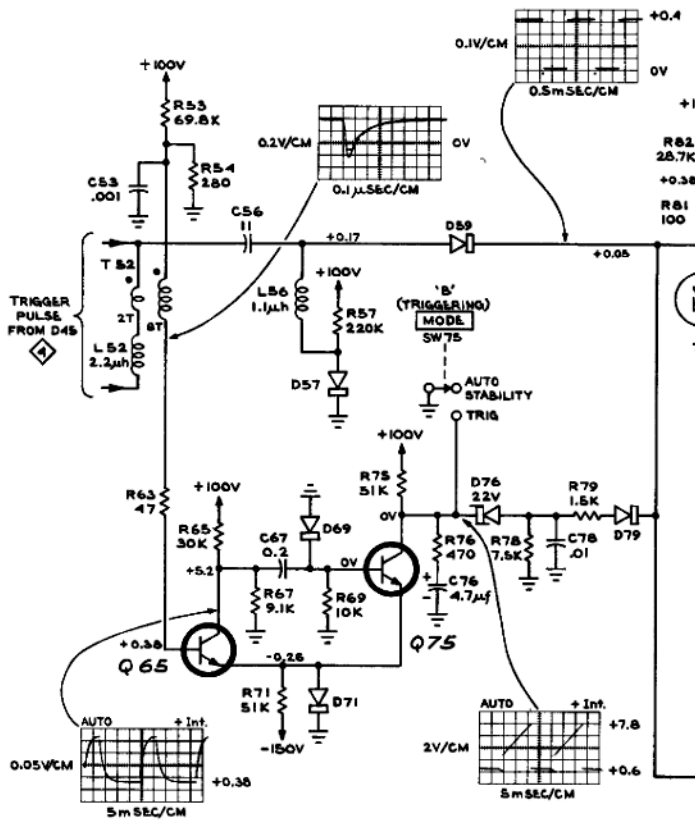 +0.4
0.1V/CM
0V
0.5mSEC/CM
+100V
R53
69.8K
0.2V/CM
0V
0.1µSEC/CM
R82
28.7K
+0.38
R81
100
R54
280
C53
.001
C56
11
+0.17
D59
+0.05
T52
TRIGGER
PULSE
FROM D45
4
2T
8T
L52
2.2µh
L56
1.1µh
+100V
R57
220K
D57
'B'
(TRIGGERING)
MODE
SW75
AUTO
STABILITY
TRIG
+100V
R75
51K
D76
22V
R79
1.5K
R63
47
+100V
R65
30K
C67
0.2
D69
0V
0V
R76
470
R78
7.5K
C78
.01
D79
+5.2
R67
9.1K
R69
10K
+
C76
4.7µf
-
Q75
+0.38
Q65
-0.26
R71
51K
D71
-150V
AUTO
+ Int.
0.05V/CM
+0.38
5mSEC/CM
AUTO
+ Int.
+7.8
2V/CM
+0.6
5mSEC/CM